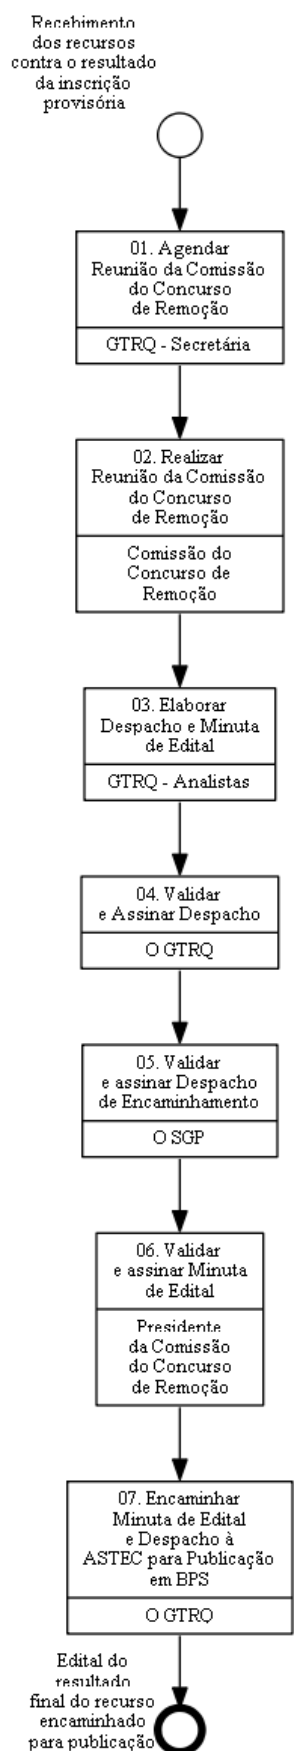 Recebimento
dos recursos
contra o resultado
da inscrição
provisória
01. Agendar
Reunião da Comissão
do Concurso
de Remoção
GTRQ - Secretária
02. Realizar
Reunião da Comissão
do Concurso
de Remoção
Comissão do
Concurso de
Remoção
03. Elaborar
Despacho e Minuta
de Edital
GTRQ - Analistas
04. Validar
e Assinar Despacho
O GTRQ
05. Validar
e assinar Despacho
de Encaminhamento
O SGP
06. Validar
e assinar Minuta
de Edital
Presidente
da Comissão
do Concurso
de Remoção
07. Encaminhar
Minuta de Edital
e Despacho à
ASTEC para Publicação
em BPS
O GTRQ
Edital do
resultado
final do recurso
encaminhado
para publicação